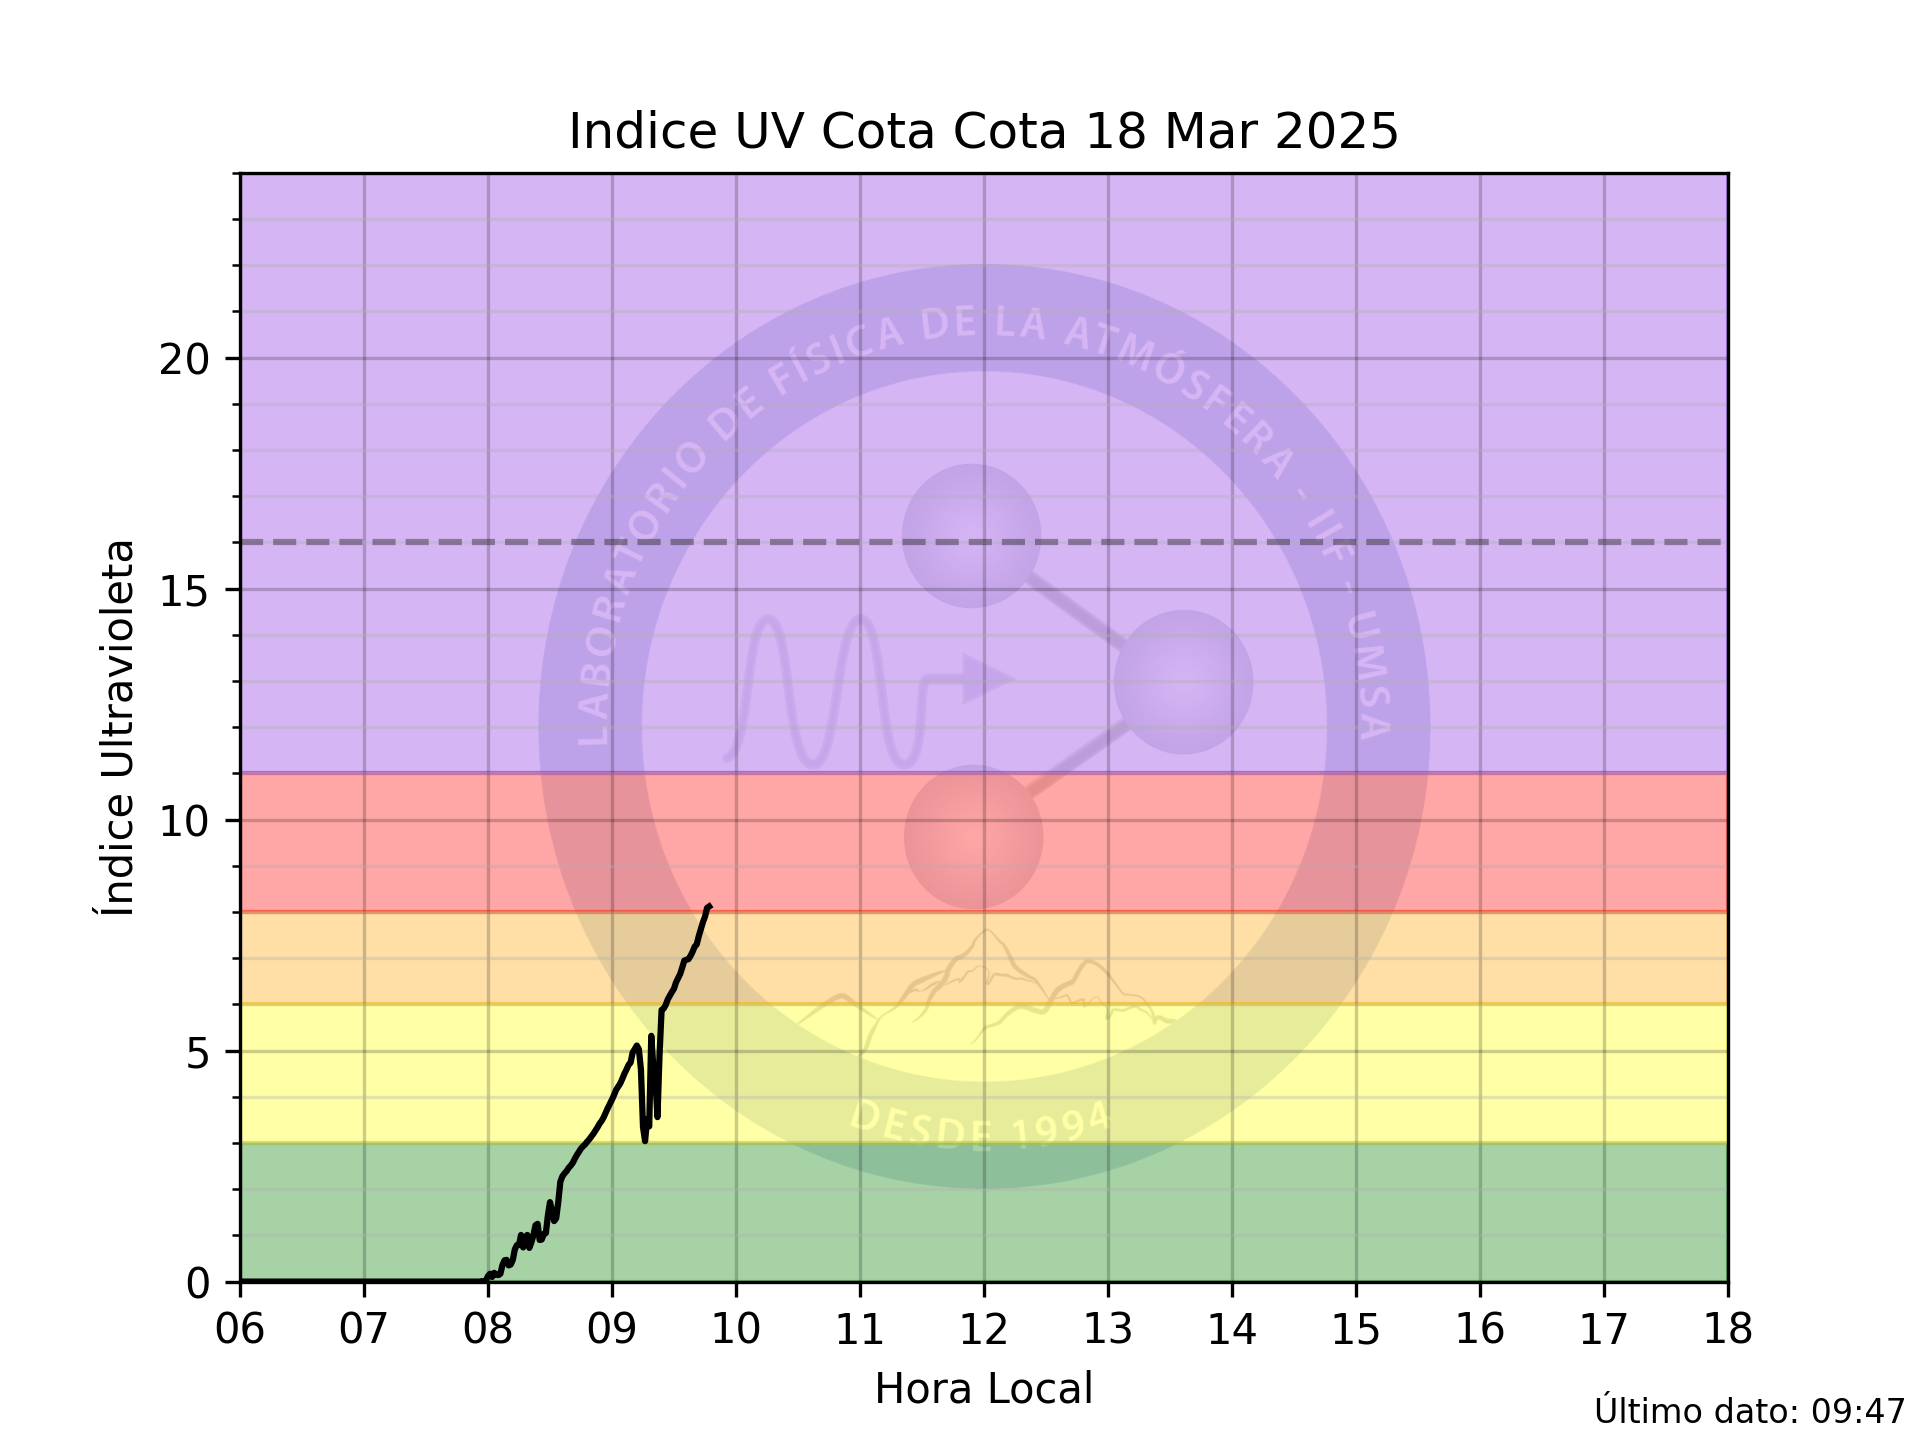 Indice UV Cota Cota 18 Mar 2025
LABORATORIO DE FÍSICA DE LA ATMÓSFERA - IIF - UMSA
DESDE 1994
Índice Ultravioleta
20
15
10
5
0
06 07 08 09 10 11 12 13 14 15 16 17 18
Hora Local
Último dato: 09:47